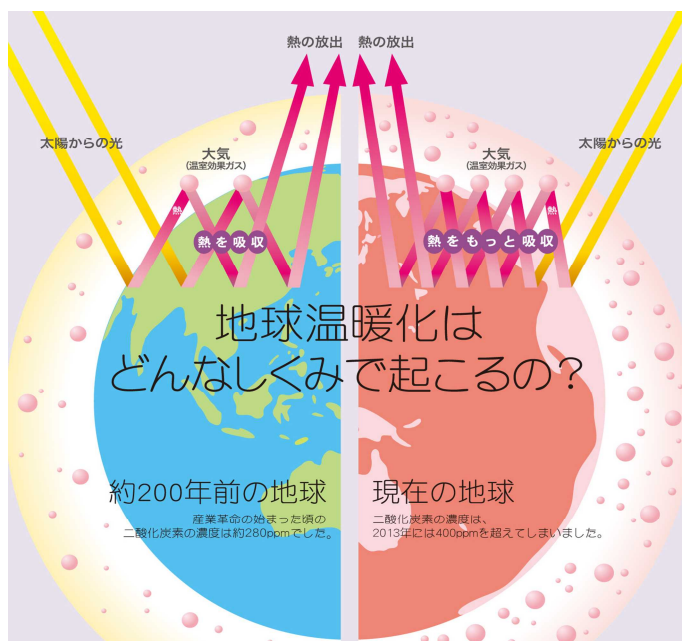 熱の放出 熱の放出
太陽からの光
大気
(温室効果ガス)
大気
(温室効果ガス)
太陽からの光
熱
熱を吸収
熱をもっと吸収
熱
地球温暖化は
どんなしくみで起こるの?
約200年前の地球
産業革命の始まった頃の
二酸化炭素の濃度は約280ppmでした。
現在の地球
二酸化炭素の濃度は、
2013年には400ppmを超えてしまいました。